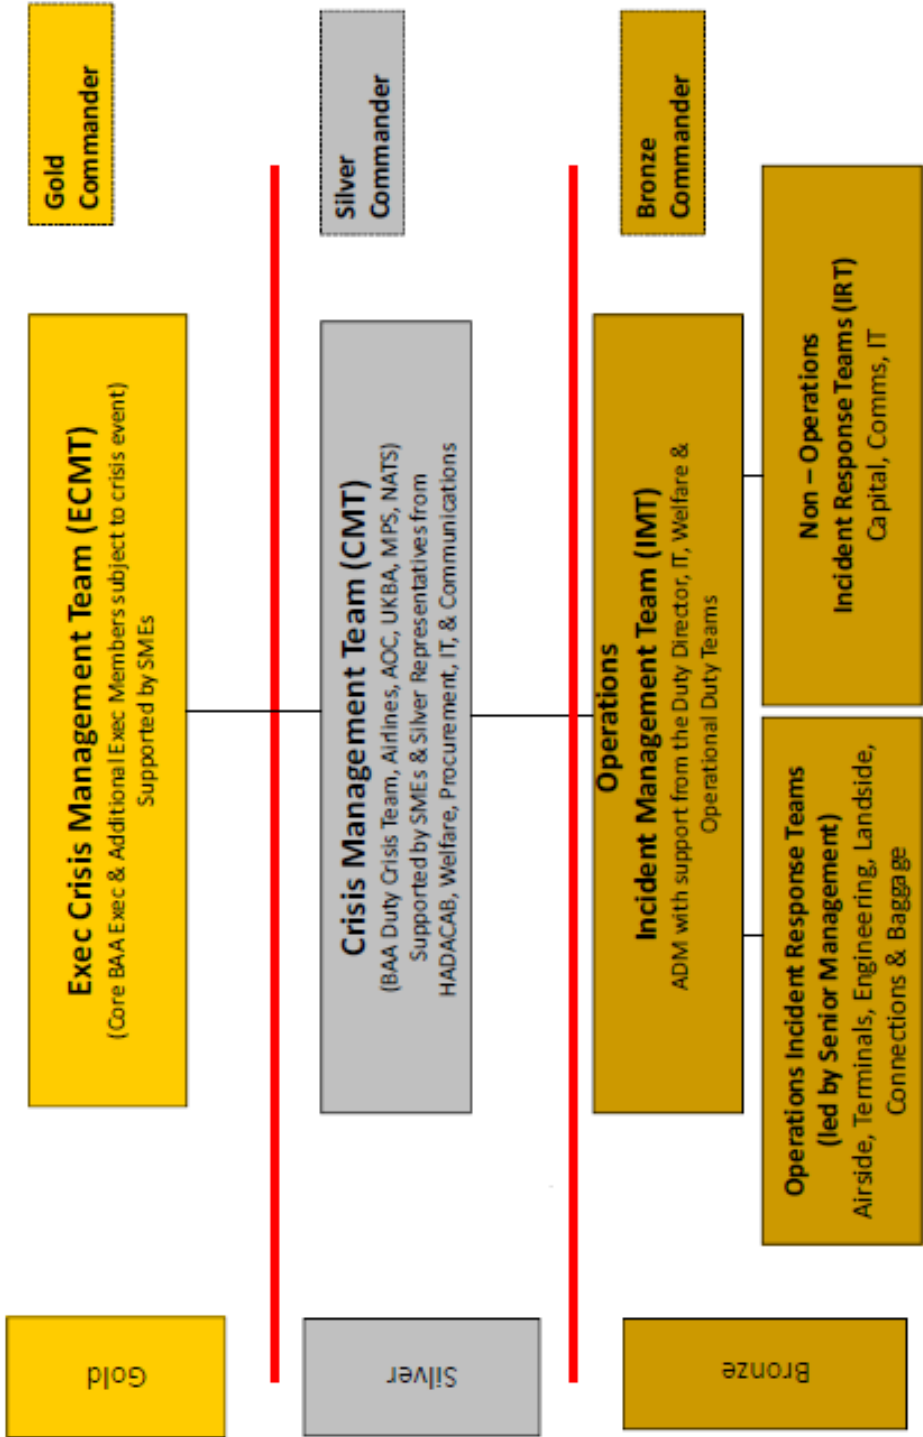 Gold
Exec Crisis Management Team (ECMT)
(Core BAA Exec & Additional Exec Members subject to crisis event)
Supported by SMEs
Gold
Commander
Silver
Crisis Management Team (CMT)
(BAA Duty Crisis Team, Airlines, AOC, UKBA, MPS, NATS)
Supported by SMEs & Silver Representatives from
HADACAB, Welfare, Procurement, IT, & Communications
Silver
Commander
Bronze
Operations
Incident Management Team (IMT)
ADM with support from the Duty Director, IT, Welfare &
Operational Duty Teams
Bronze
Commander
Operations Incident Response Teams
(led by Senior Management)
Airside, Terminals, Engineering, Landside,
Connections & Baggage
Non – Operations
Incident Response Teams (IRT)
Capital, Comms, IT